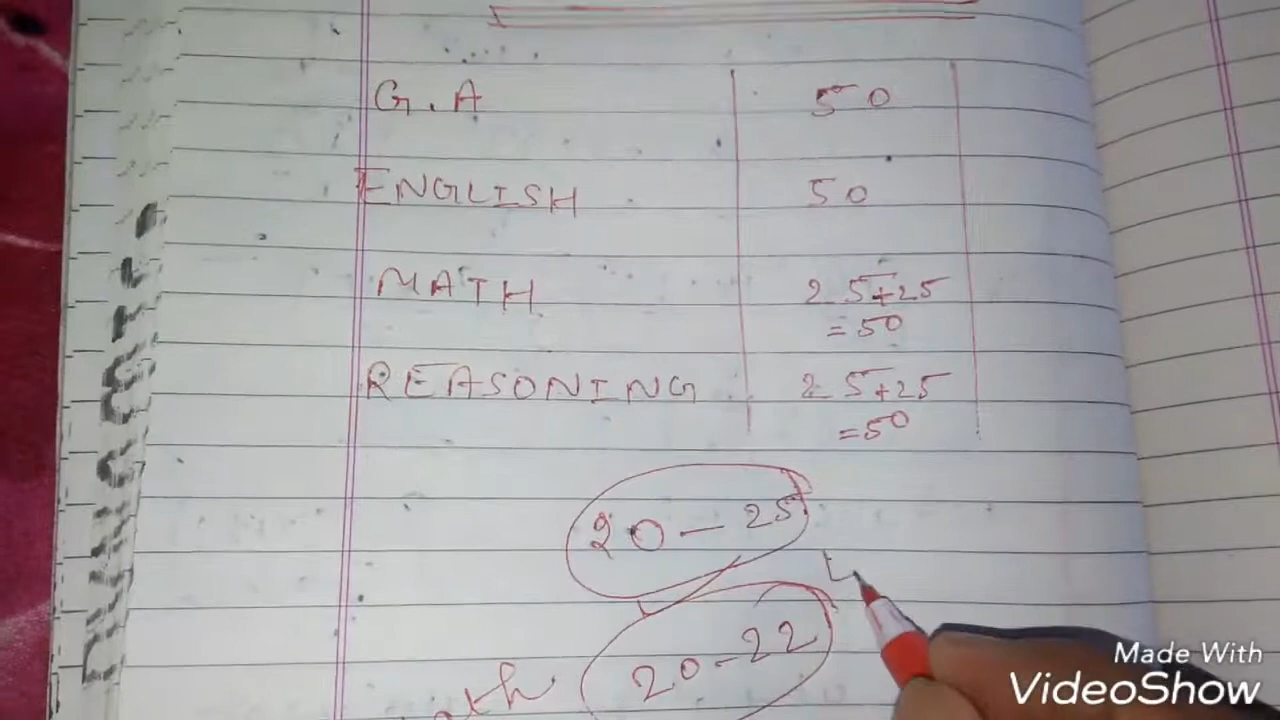 G.A 50
ENGLISH 50
MATH 25+25
=50
REASONING 25+25
=50
20-25
20-22
Made With
VideoShow